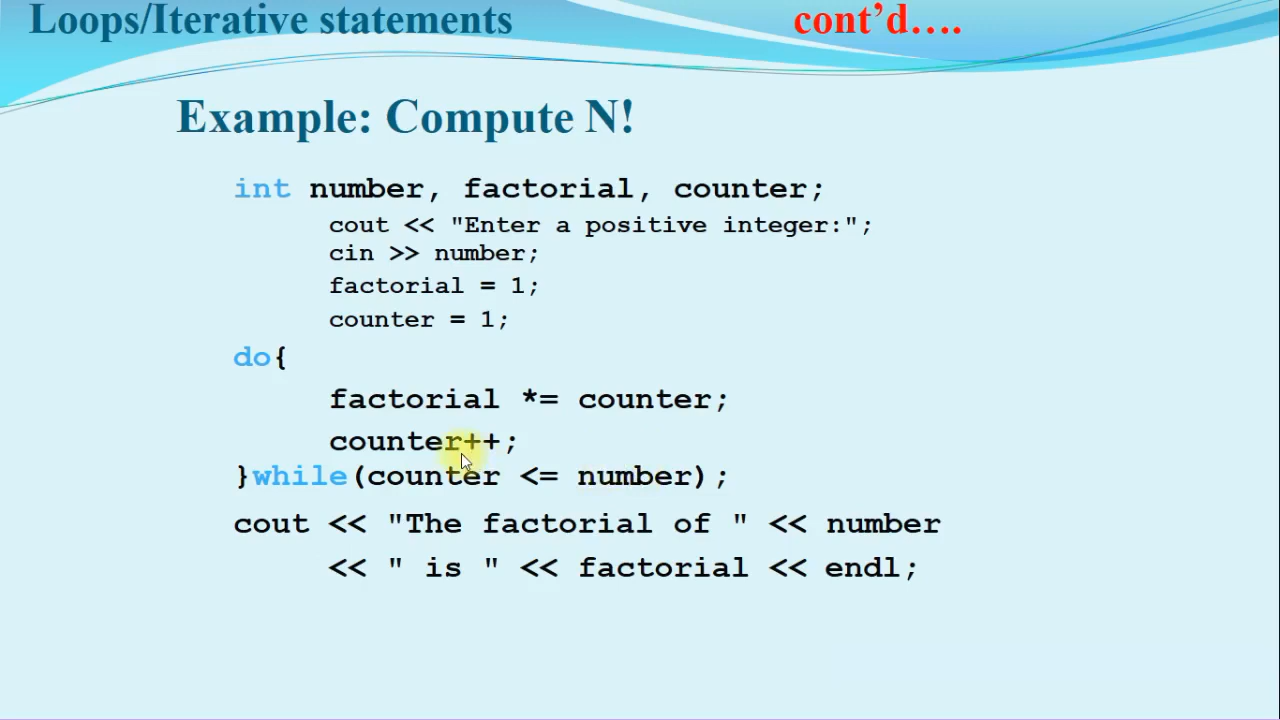 Loops/Iterative statements cont’d....
Example: Compute N!
int number, factorial, counter;
cout << "Enter a positive integer:";
cin >> number;
factorial = 1;
counter = 1;
do{
factorial *= counter;
counter++;
}while(counter <= number);
cout << "The factorial of " << number
<< " is " << factorial << endl;